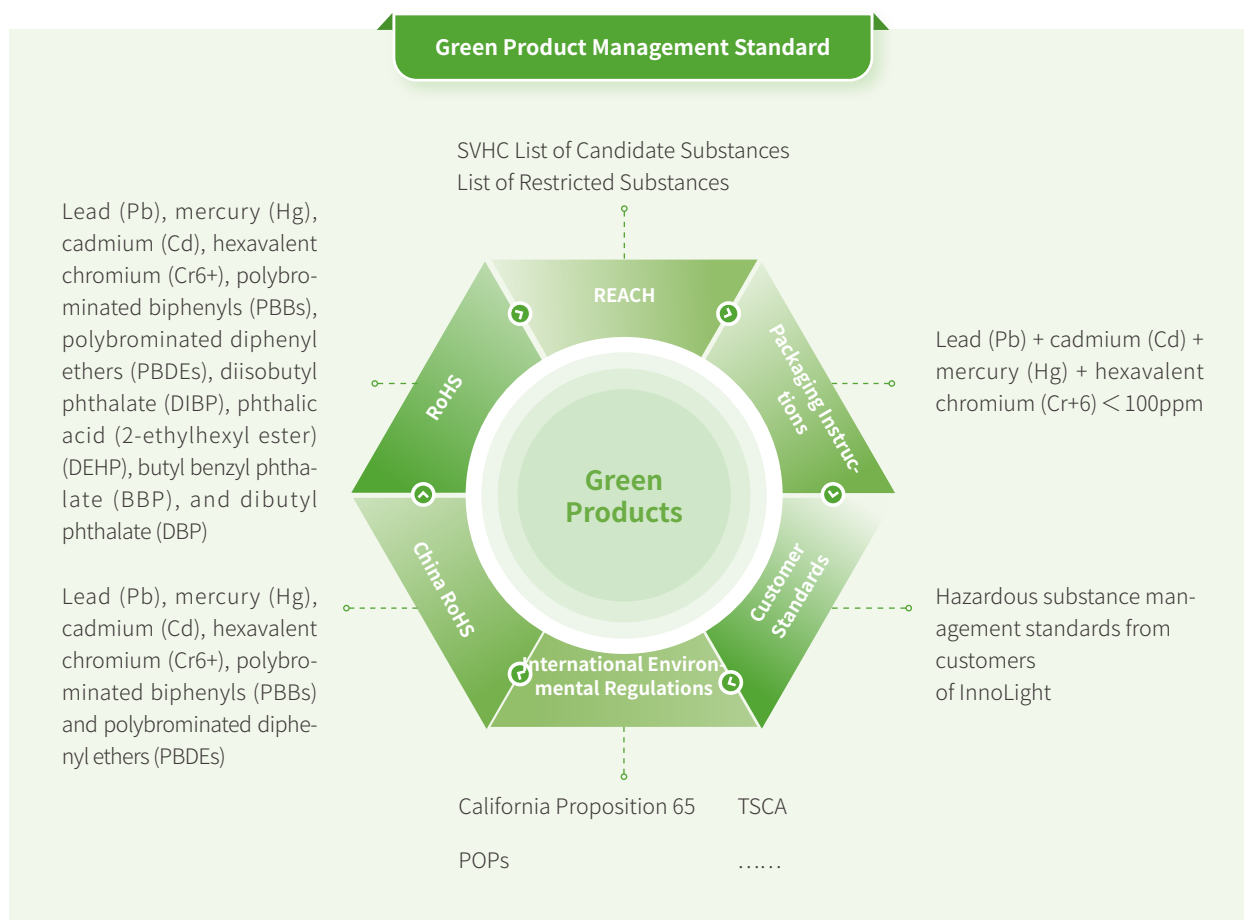 Green Product Management Standard
SVHC List of Candidate Substances
List of Restricted Substances
Lead (Pb), mercury (Hg),
cadmium (Cd), hexavalent
chromium (Cr6+), polybro-
minated biphenyls (PBBs),
polybrominated diphenyl
ethers (PBDEs), diisobutyl
phthalate (DIBP), phthalic
acid (2-ethylhexyl ester)
(DEHP), butyl benzyl phtha-
late (BBP), and dibutyl
phthalate (DBP)
Lead (Pb), mercury (Hg),
cadmium (Cd), hexavalent
chromium (Cr6+), polybro-
minated biphenyls (PBBs)
and polybrominated diphe-
nyl ethers (PBDEs)
REACH
RoHS
Packaging Instruc-
tions
Green
Products
China RoHS
Customer
Standards
International Environ-
mental Regulations
Lead (Pb) + cadmium (Cd) +
mercury (Hg) + hexavalent
chromium (Cr+6) < 100ppm
Hazardous substance man-
agement standards from
customers
of InnoLight
California Proposition 65 TSCA
POPs ……